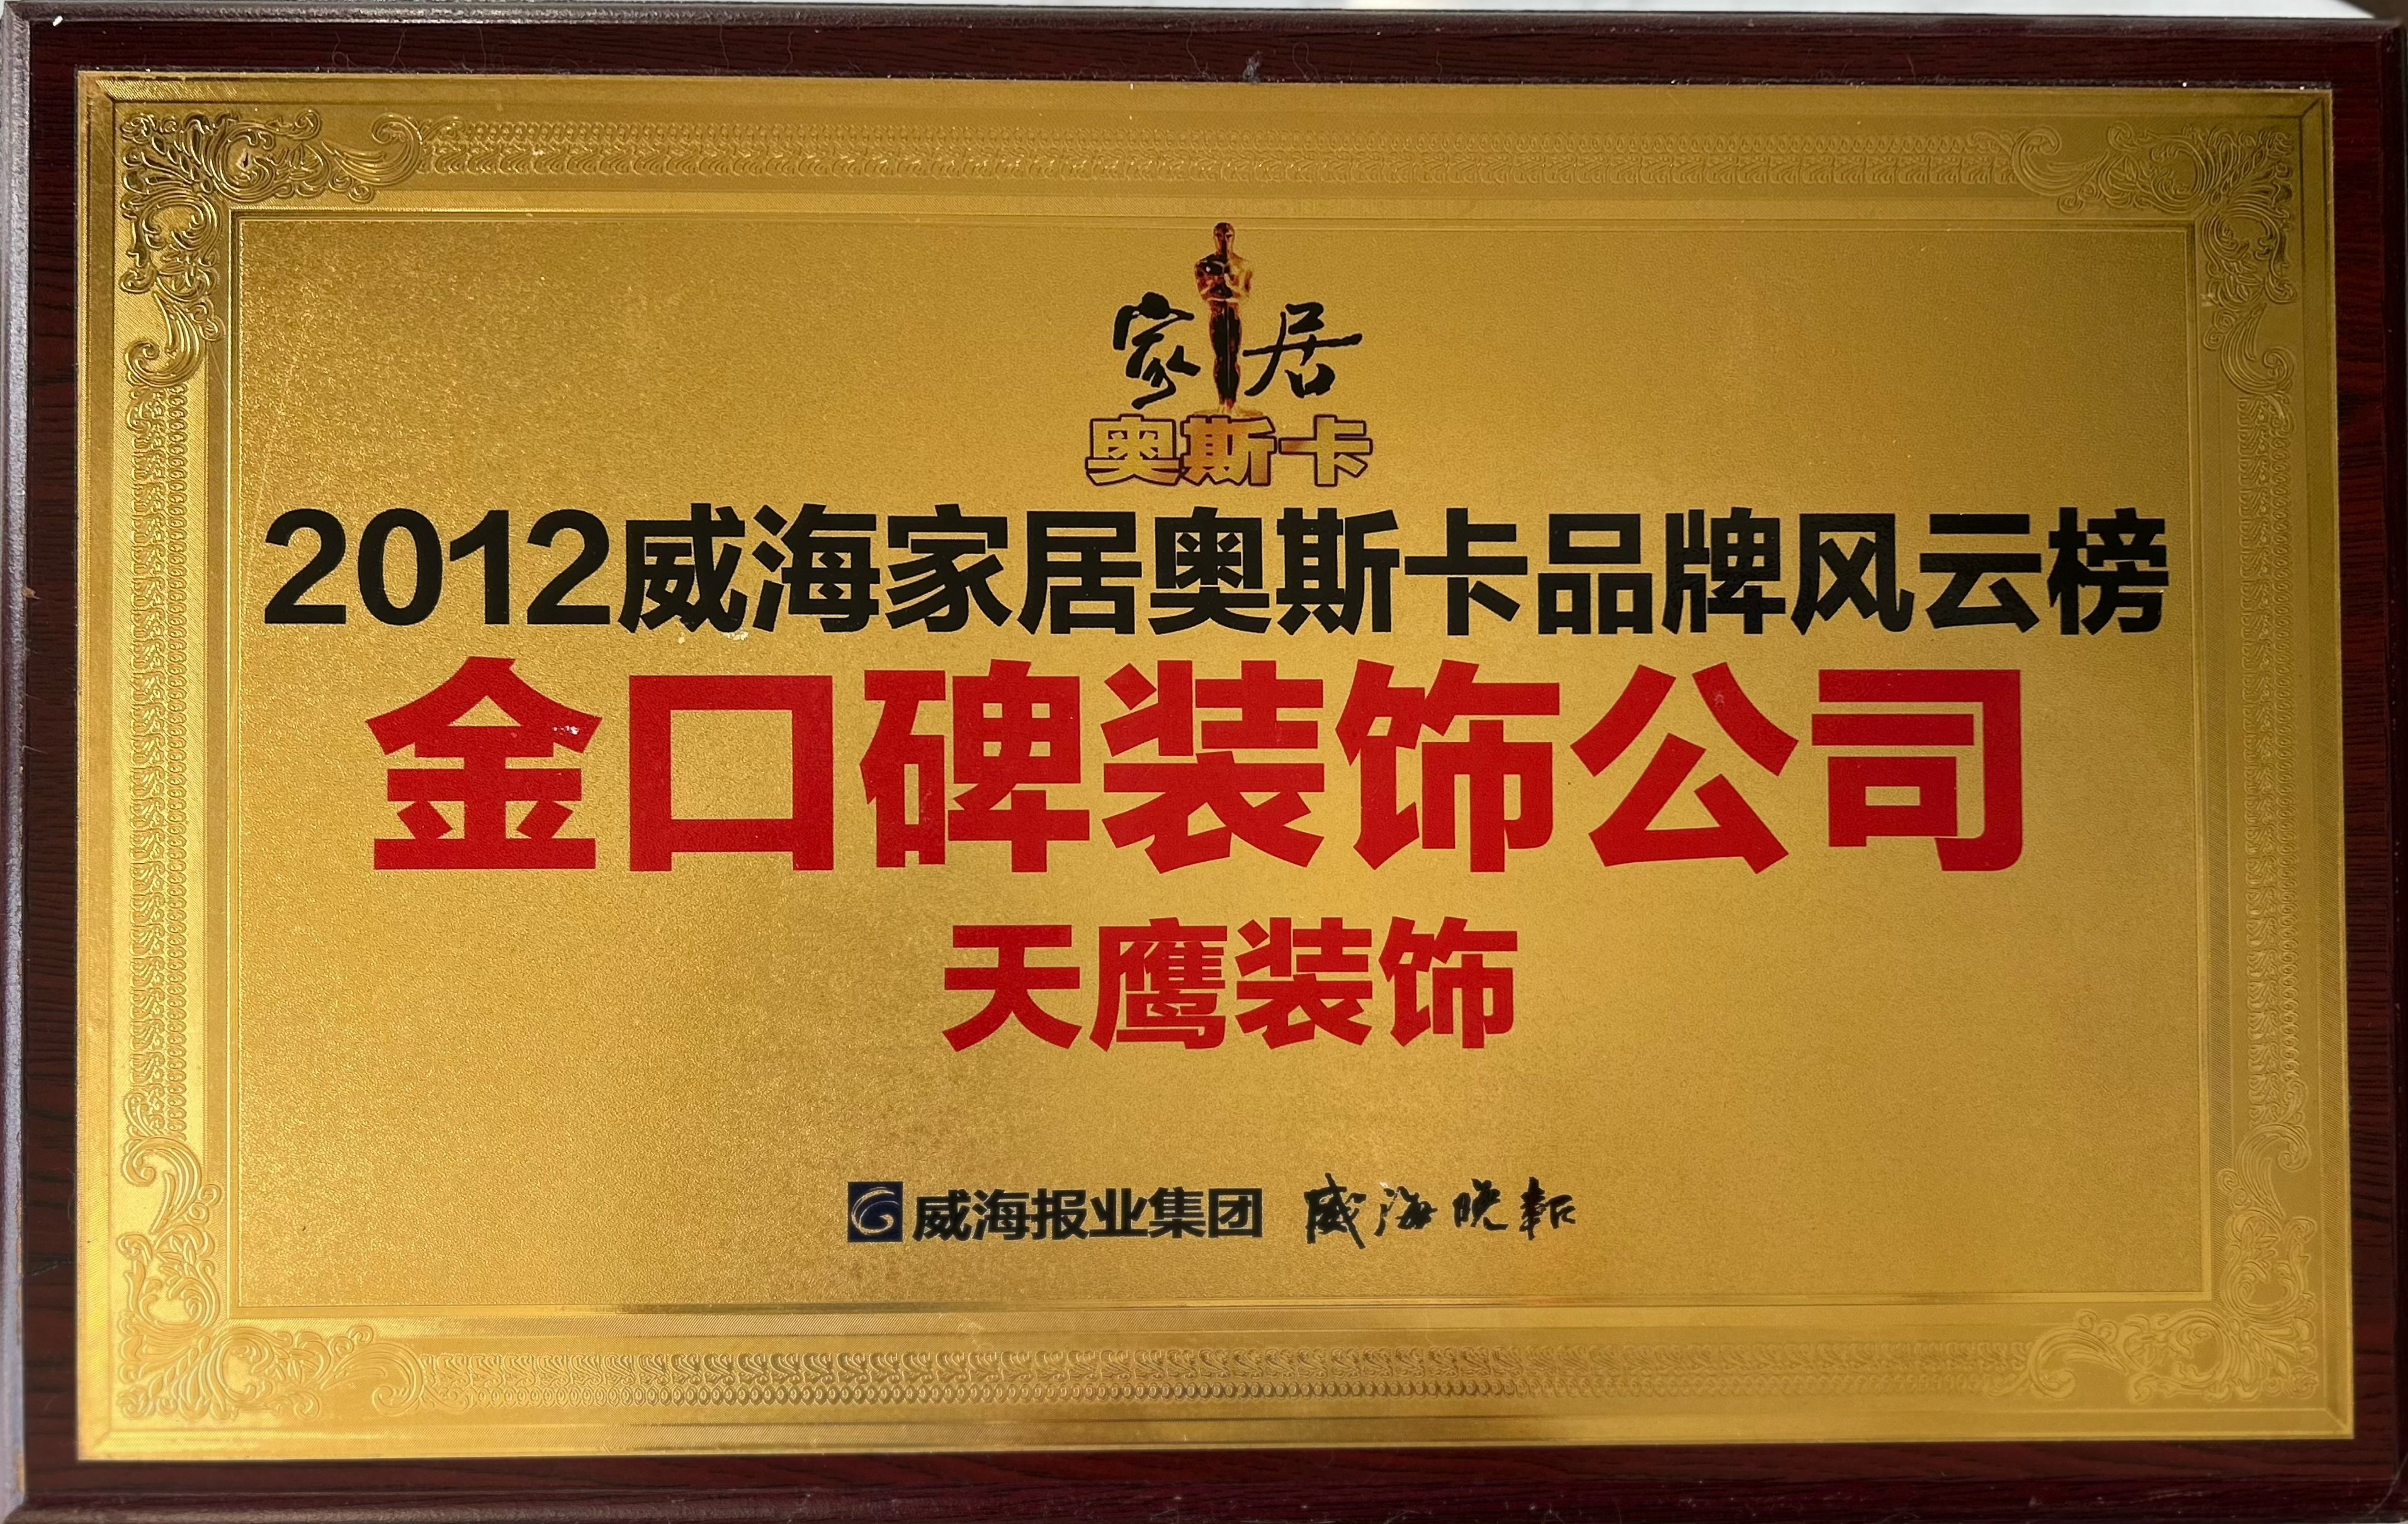 家居
奥斯卡
2012威海家居奥斯卡品牌风云榜
金口碑装饰公司
天鹰装饰
威海报业集团 威海晚報